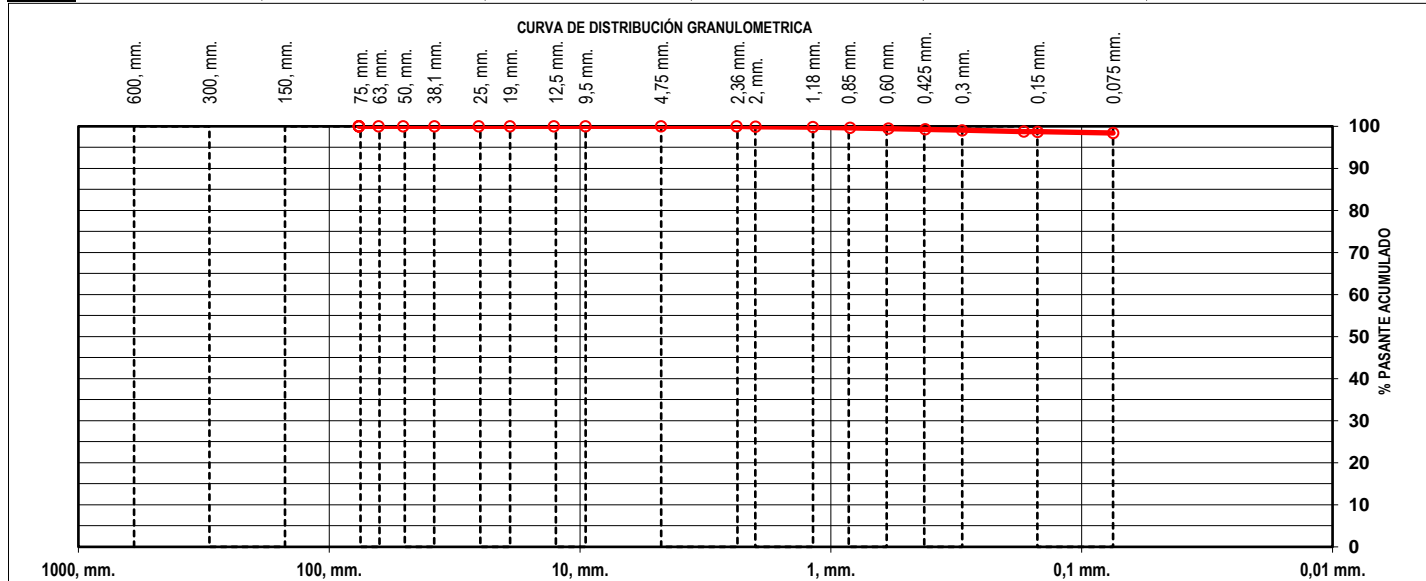 CURVA DE DISTRIBUCIÓN GRANULOMETRICA
600, mm.
300, mm.
150, mm.
75, mm.
63, mm.
50, mm.
38,1 mm.
25, mm.
19, mm.
12,5 mm.
9,5 mm.
4,75 mm.
2,36 mm.
2, mm.
1,18 mm.
0,85 mm.
0,60 mm.
0,425 mm.
0,3 mm.
0,15 mm.
0,075 mm.
100
90
80
70
60
50
40
30
20
10
0
% PASANTE ACUMULADO
1000, mm.
100, mm.
10, mm.
1, mm.
0,1 mm.
0,01 mm.